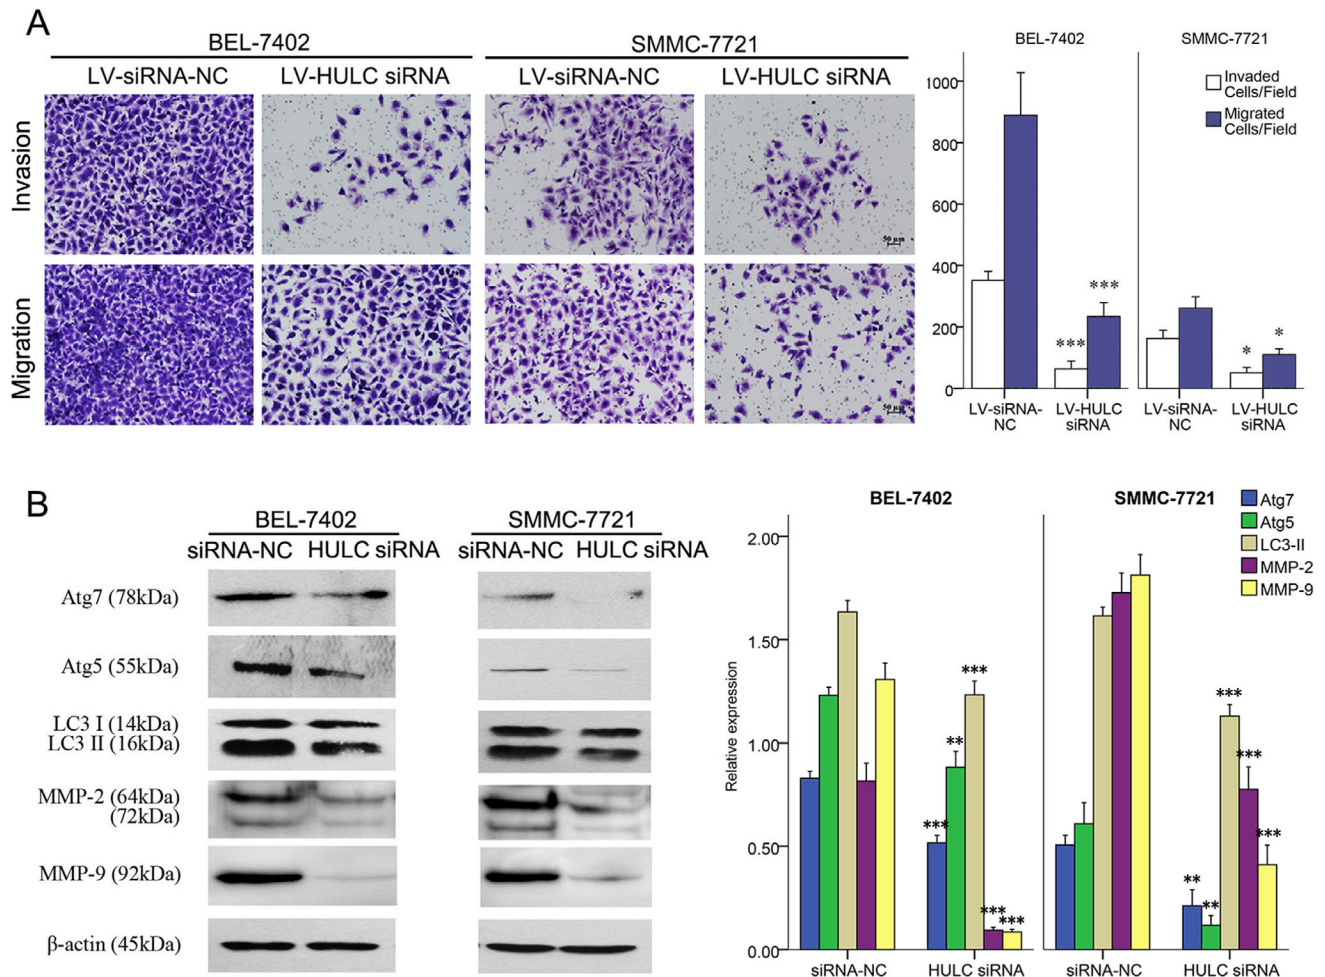 A
BEL-7402
SMMC-7721
LV-siRNA-NC
LV-HULC siRNA
LV-siRNA-NC
LV-HULC siRNA
Invasion
Migration
50 μm
50 μm
BEL-7402
SMMC-7721
Invaded
Cells/Field
Migrated
Cells/Field
1000
800
600
400
200
0
***
***
*
*
LV-siRNA-
NC
LV-HULC
siRNA
LV-siRNA-
NC
LV-HULC
siRNA
B
BEL-7402
SMMC-7721
siRNA-NC
HULC siRNA
siRNA-NC
HULC siRNA
Atg7 (78kDa)
Atg5 (55kDa)
LC3 I (14kDa)
LC3 II (16kDa)
MMP-2 (64kDa)
(72kDa)
MMP-9 (92kDa)
β-actin (45kDa)
BEL-7402
SMMC-7721
Atg7
Atg5
LC3-II
MMP-2
MMP-9
Relative expression
2.00
1.50
1.00
0.50
0.00
***
**
***
***
***
**
**
***
***
***
siRNA-NC
HULC siRNA
siRNA-NC
HULC siRNA